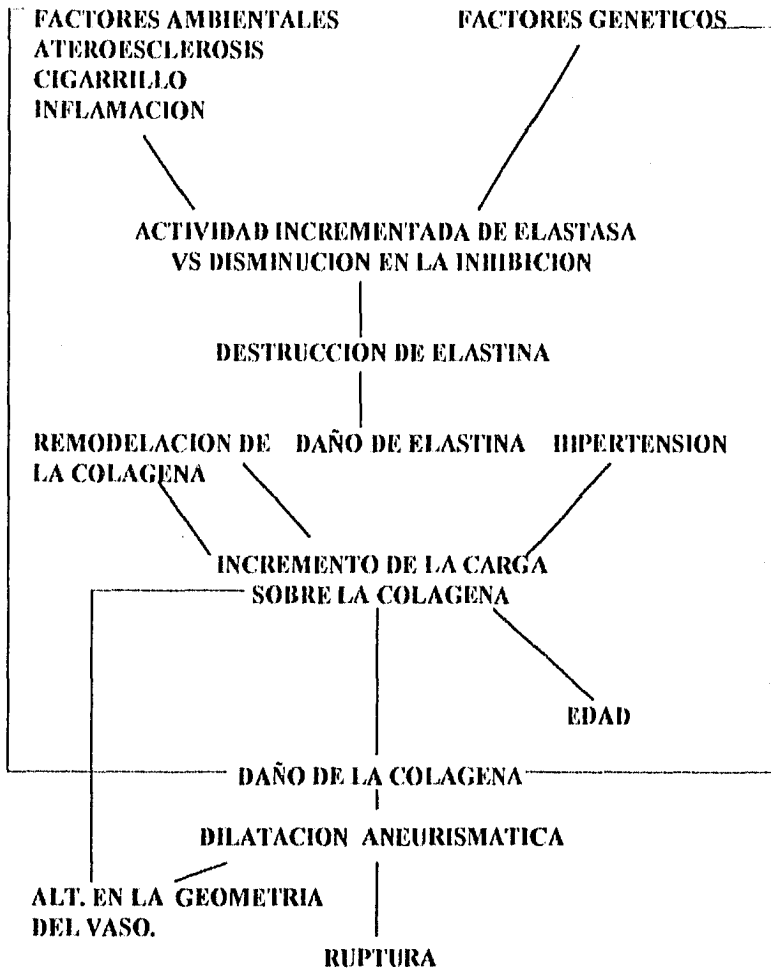 FACTORES AMBIENTALES
ATEROESCLEROSIS
CIGARRILLO
INFLAMACION
FACTORES GENETICOS
ACTIVIDAD INCREMENTADA DE ELASTASA
VS DISMINUCION EN LA INHIBICION
DESTRUCCION DE ELASTINA
REMODELACION DE
LA COLAGENA
DAÑO DE ELASTINA
HIPERTENSION
INCREMENTO DE LA CARGA
SOBRE LA COLAGENA
EDAD
DAÑO DE LA COLAGENA
DILATACION ANEURISMATICA
ALT. EN LA GEOMETRIA
DEL VASO.
RUPTURA